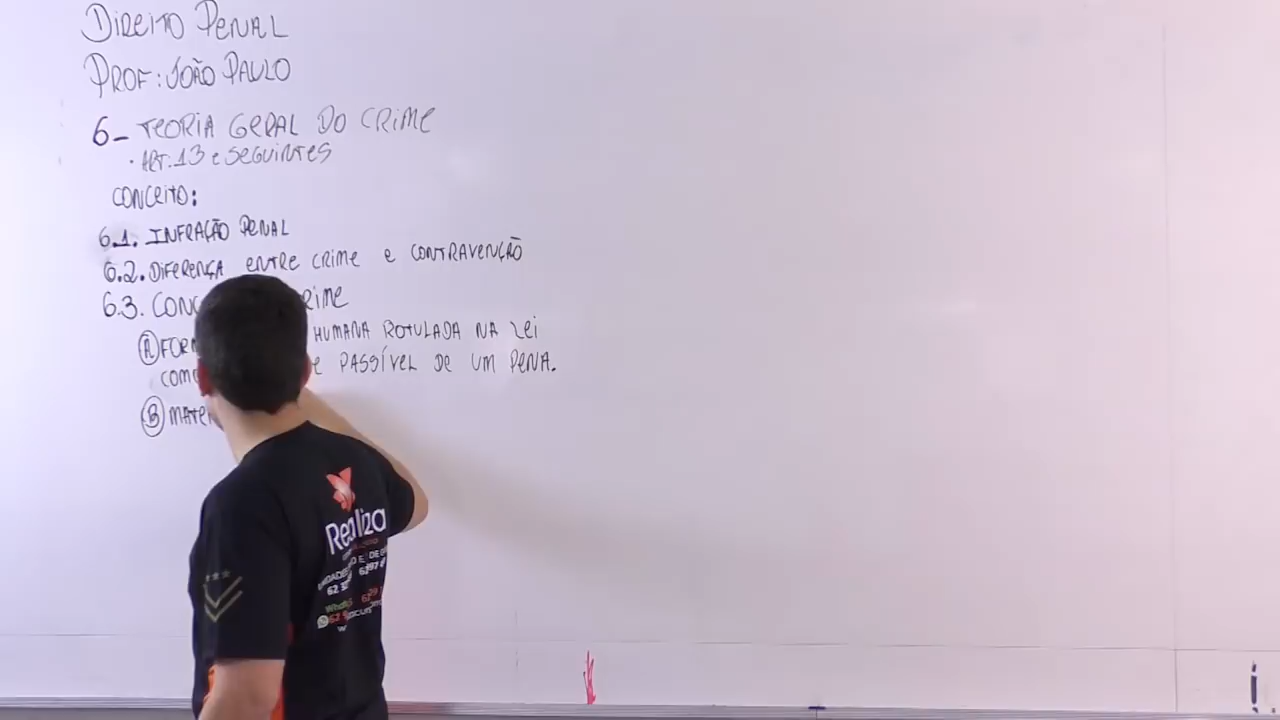 DIREITO PENAL
PROF: JOÃO PAULO
6- TEORIA GERAL DO CRIME
• ART. 13 e SEGUINTES
CONCEITO:
6.1. INFRAÇÃO PENAL
6.2. DIFERENÇA ENTRE CRIME e CONTRAVENÇÃO
6.3. CONC RIME
(A) FOR HUMANA ROTULADA NA LEI
COM E PASSÍVEL DE UM PENA.
(B) MATE
Realiza
WhatsA